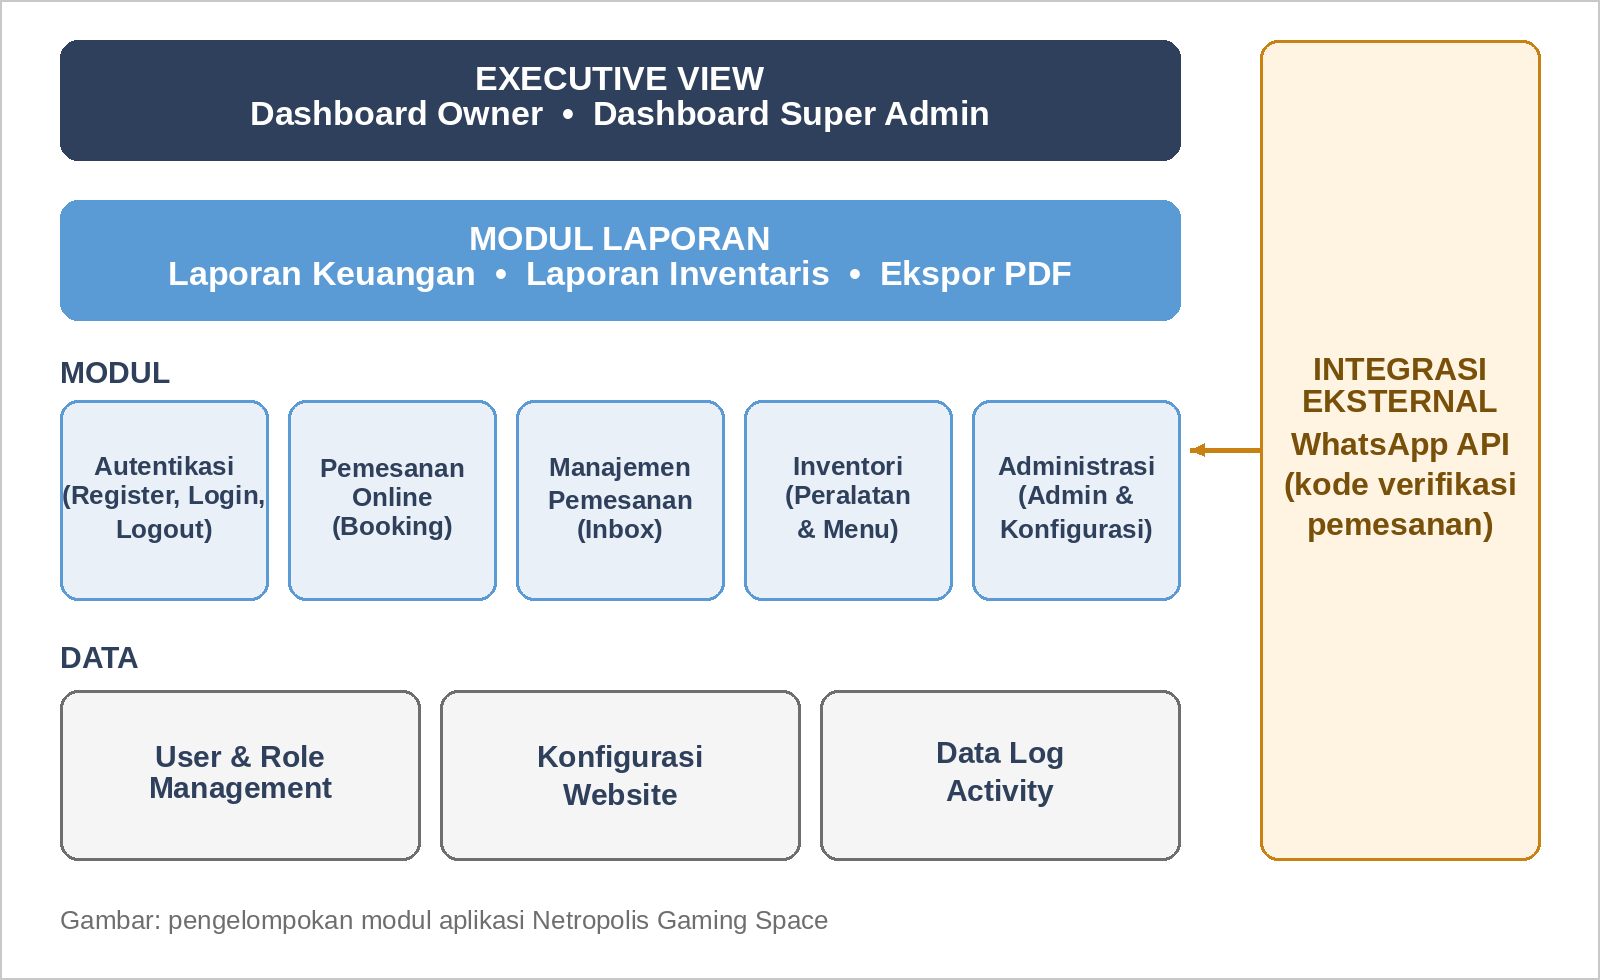 EXECUTIVE VIEW
Dashboard Owner • Dashboard Super Admin
MODUL LAPORAN
Laporan Keuangan • Laporan Inventaris • Ekspor PDF
MODUL
Autentikasi
(Register, Login,
Logout)
Pemesanan
Online
(Booking)
Manajemen
Pemesanan
(Inbox)
Inventori
(Peralatan
& Menu)
Administrasi
(Admin &
Konfigurasi)
INTEGRASI
EKSTERNAL
WhatsApp API
(kode verifikasi
pemesanan)
DATA
User & Role
Management
Konfigurasi
Website
Data Log
Activity
Gambar: pengelompokan modul aplikasi Netropolis Gaming Space